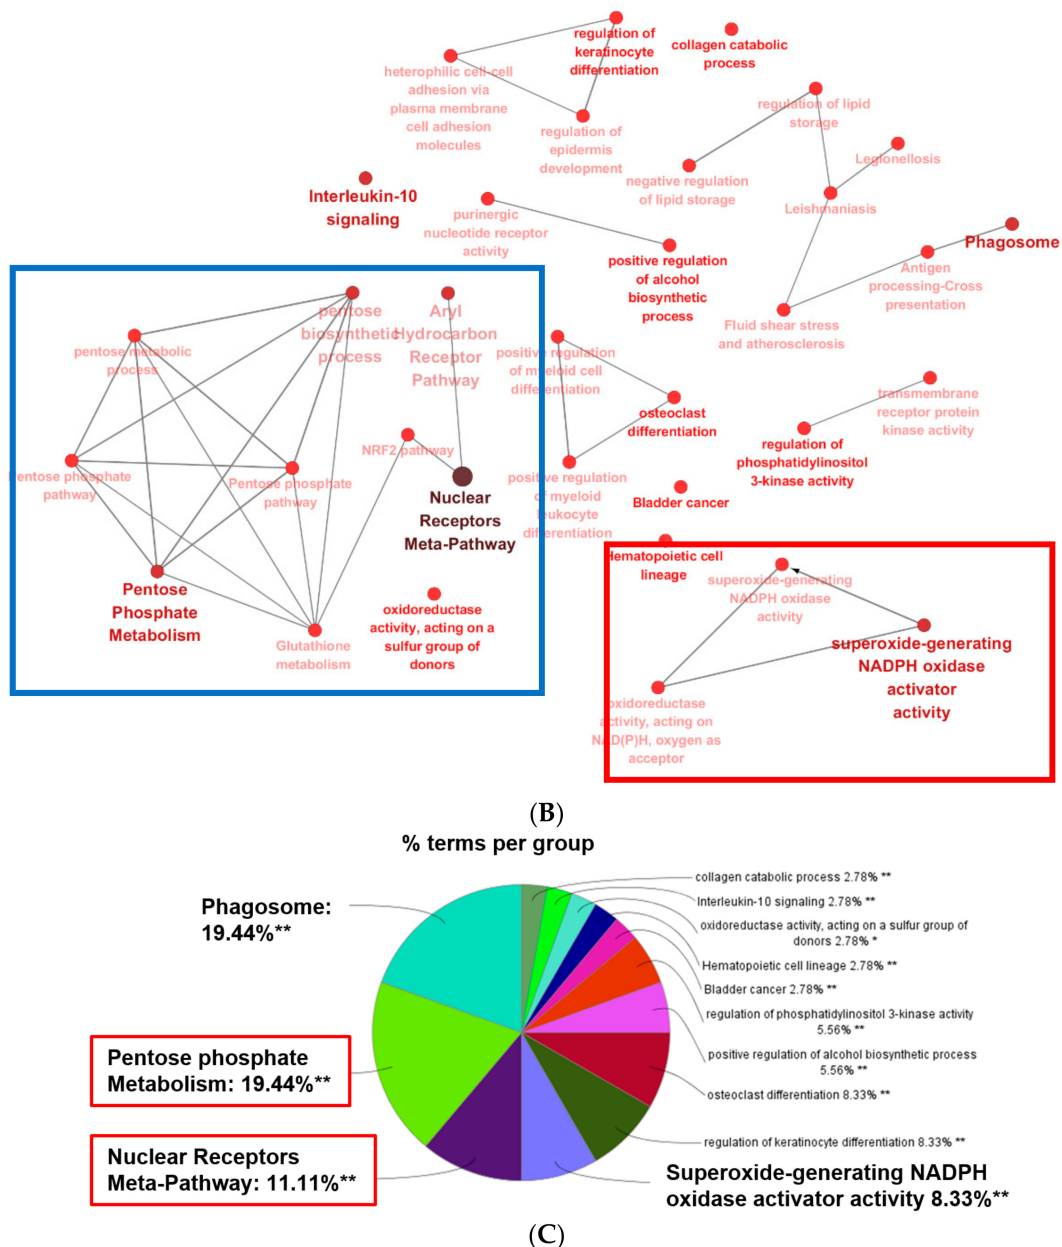 regulation of
keratinocyte
differentiation
collagen catabolic
process
heterophilic cell-cell
adhesion via
plasma membrane
cell adhesion
molecules
regulation of
epidermis
development
regulation of lipid
storage
Legionellosis
negative regulation
of lipid storage
Leishmaniasis
Interleukin-10
signaling
purinergic
nucleotide receptor
activity
Phagosome
positive regulation
of alcohol
biosynthetic
process
Antigen
processing-Cross
presentation
Fluid shear stress
and atherosclerosis
pentose
biosynthetic
process
Aryl
Hydrocarbon
Receptor
Pathway
pentose metabolic
process
positive regulation
of myeloid cell
differentiation
transmembrane
receptor protein
kinase activity
osteoclast
differentiation
regulation of
phosphatidylinositol
3-kinase activity
NRF2 pathway
Pentose phosphate
pathway
Pentose phosphate
pathway
positive regulation
of myeloid
leukocyte
differentiation
Nuclear
Receptors
Meta-Pathway
Bladder cancer
Hematopoietic cell
lineage
Pentose
Phosphate
Metabolism
oxidoreductase
activity, acting on a
sulfur group of
donors
Glutathione
metabolism
superoxide-generating
NADPH oxidase
activity
superoxide-generating
NADPH oxidase
activator
activity
oxidoreductase
activity, acting on
NAD(P)H, oxygen as
acceptor
(B)
% terms per group
Phagosome:
19.44%**
Pentose phosphate
Metabolism: 19.44%**
Nuclear Receptors
Meta-Pathway: 11.11%**
collagen catabolic process 2.78% **
Interleukin-10 signaling 2.78% **
oxidoreductase activity, acting on a sulfur group of
donors 2.78% *
Hematopoietic cell lineage 2.78% **
Bladder cancer 2.78% **
regulation of phosphatidylinositol 3-kinase activity
5.56% **
positive regulation of alcohol biosynthetic process
5.56% **
osteoclast differentiation 8.33% **
regulation of keratinocyte differentiation 8.33% **
Superoxide-generating NADPH
oxidase activator activity 8.33%**
(C)